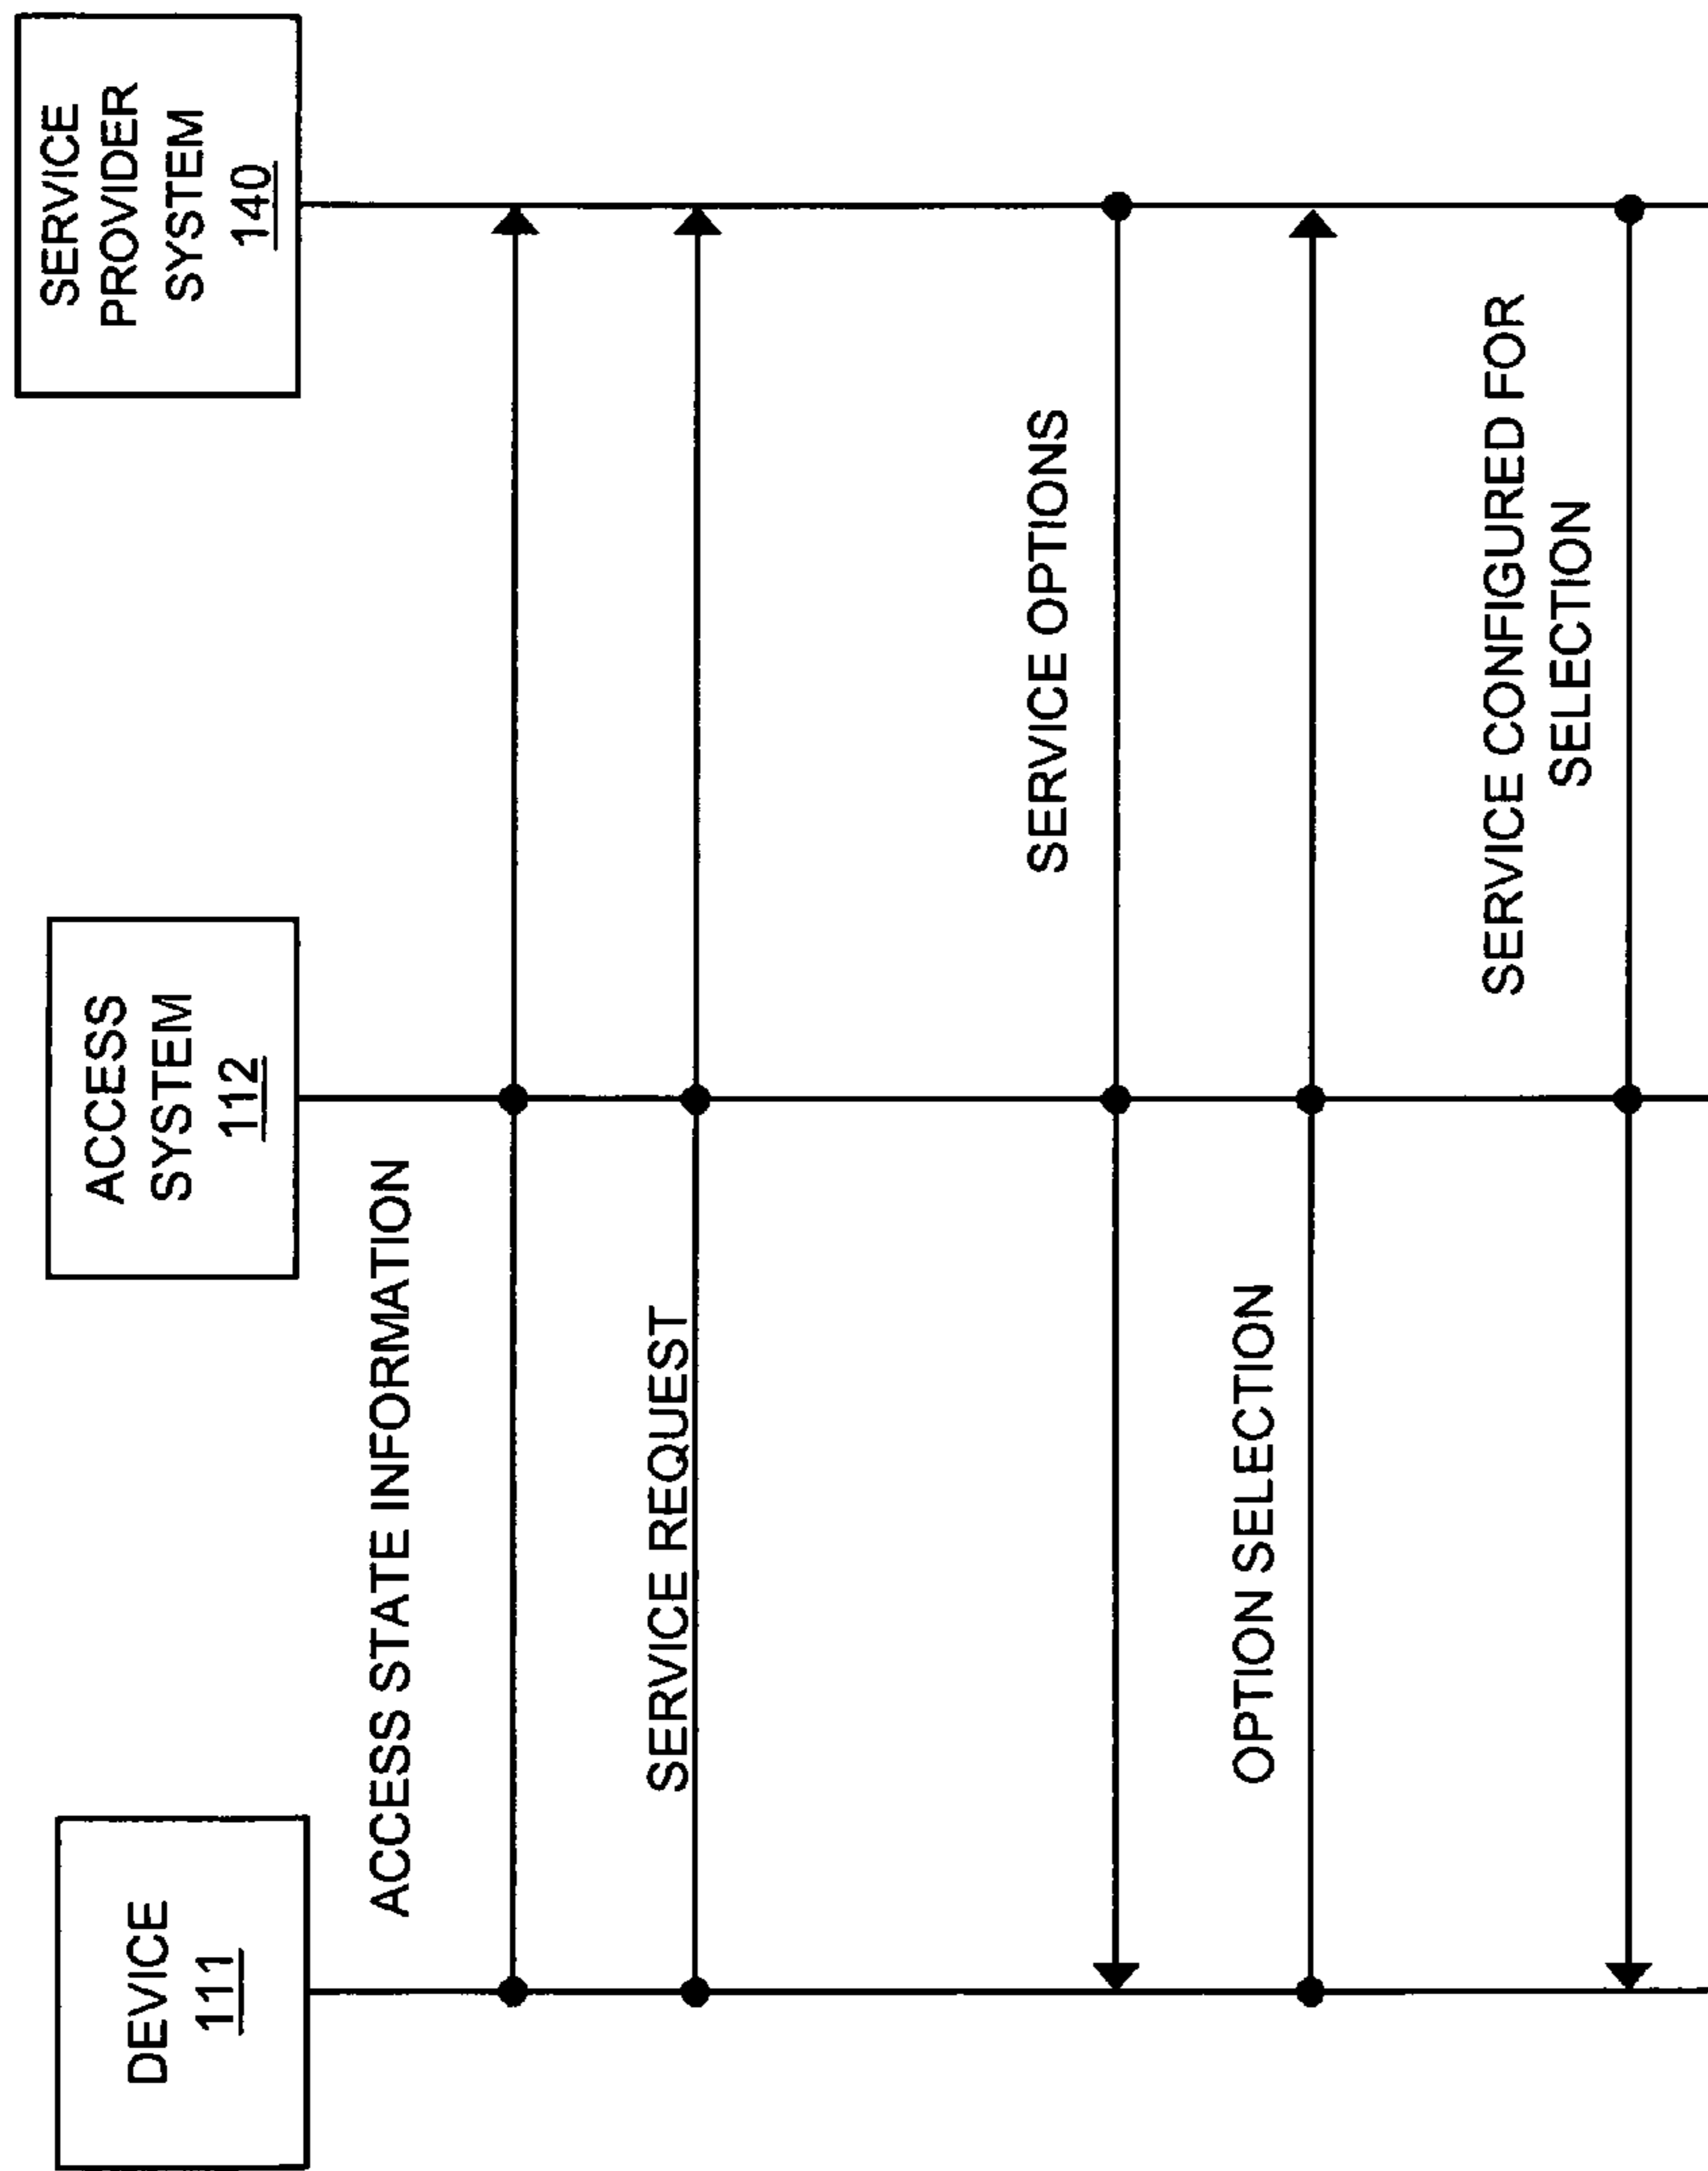 DEVICE
111
ACCESS
SYSTEM
112
SERVICE
PROVIDER
SYSTEM
140
ACCESS STATE INFORMATION
SERVICE REQUEST
SERVICE OPTIONS
OPTION SELECTION
SERVICE CONFIGURED FOR
SELECTION